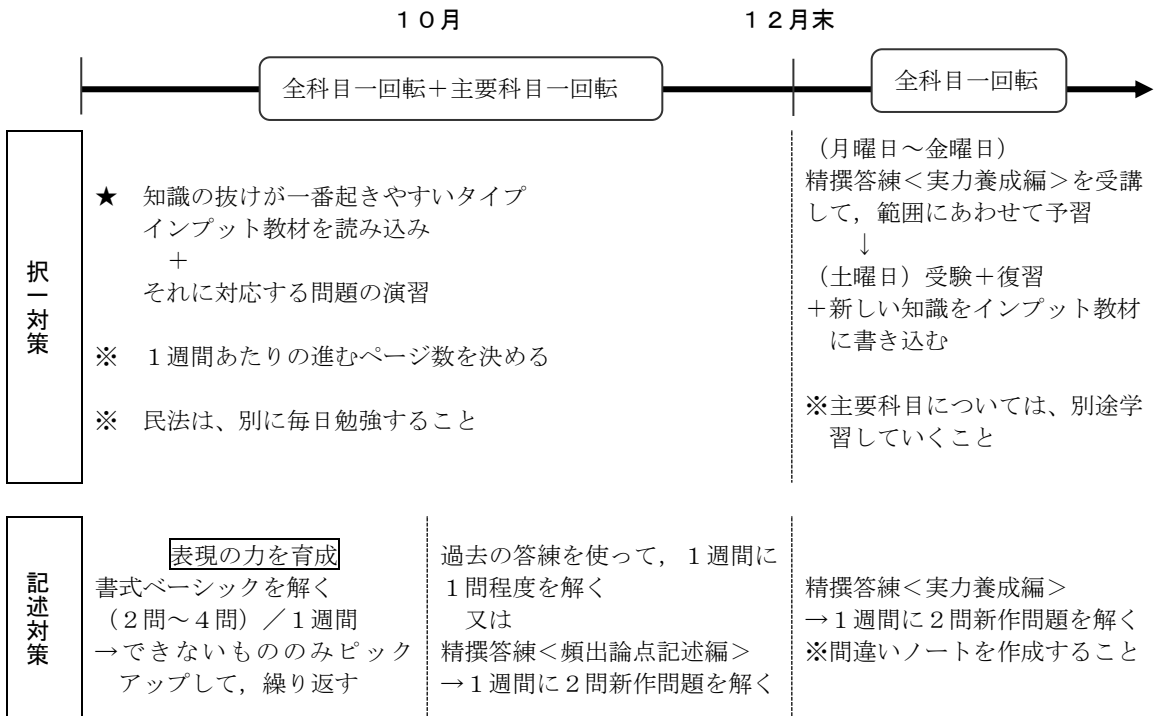 １０月
１２月末
全科目一回転＋主要科目一回転
全科目一回転
択一対策
★　知識の抜けが一番起きやすいタイプ
インプット教材を読み込み
＋
それに対応する問題の演習
※　１週間あたりの進むページ数を決める
※　民法は、別に毎日勉強すること
（月曜日～金曜日）
精撰答練＜実力養成編＞を受講
して，範囲にあわせて予習
↓
（土曜日）受験＋復習
＋新しい知識をインプット教材
に書き込む
※主要科目については、別途学
習していくこと
記述対策
表現の力を育成
書式ベーシックを解く
（２問～４問）／１週間
→できないもののみピック
アップして，繰り返す
過去の答練を使って，１週間に
１問程度を解く
又は
精撰答練＜頻出論点記述編＞
→１週間に２問新作問題を解く
精撰答練＜実力養成編＞
→１週間に２問新作問題を解く
※間違いノートを作成すること